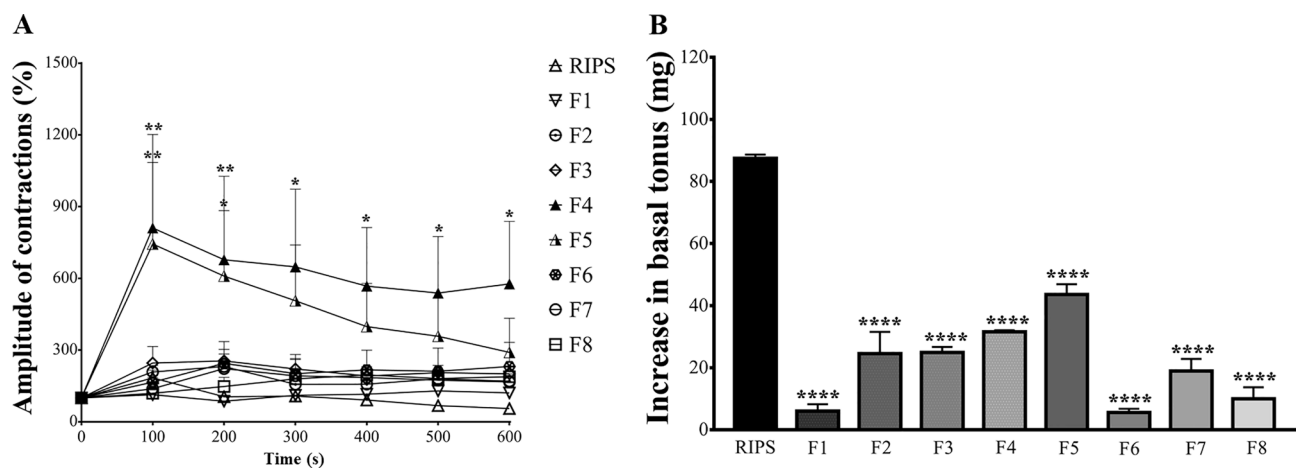 A
Amplitude of contractions (%)
1500
1200
900
600
300
0
** 
**
**
*
*
*
*
*
0 100 200 300 400 500 600
Time (s)
RIPS
F1
F2
F3
F4
F5
F6
F7
F8
B
Increase in basal tonus (mg)
120
100
80
60
40
20
0
****
****
****
****
****
****
****
****
RIPS F1 F2 F3 F4 F5 F6 F7 F8